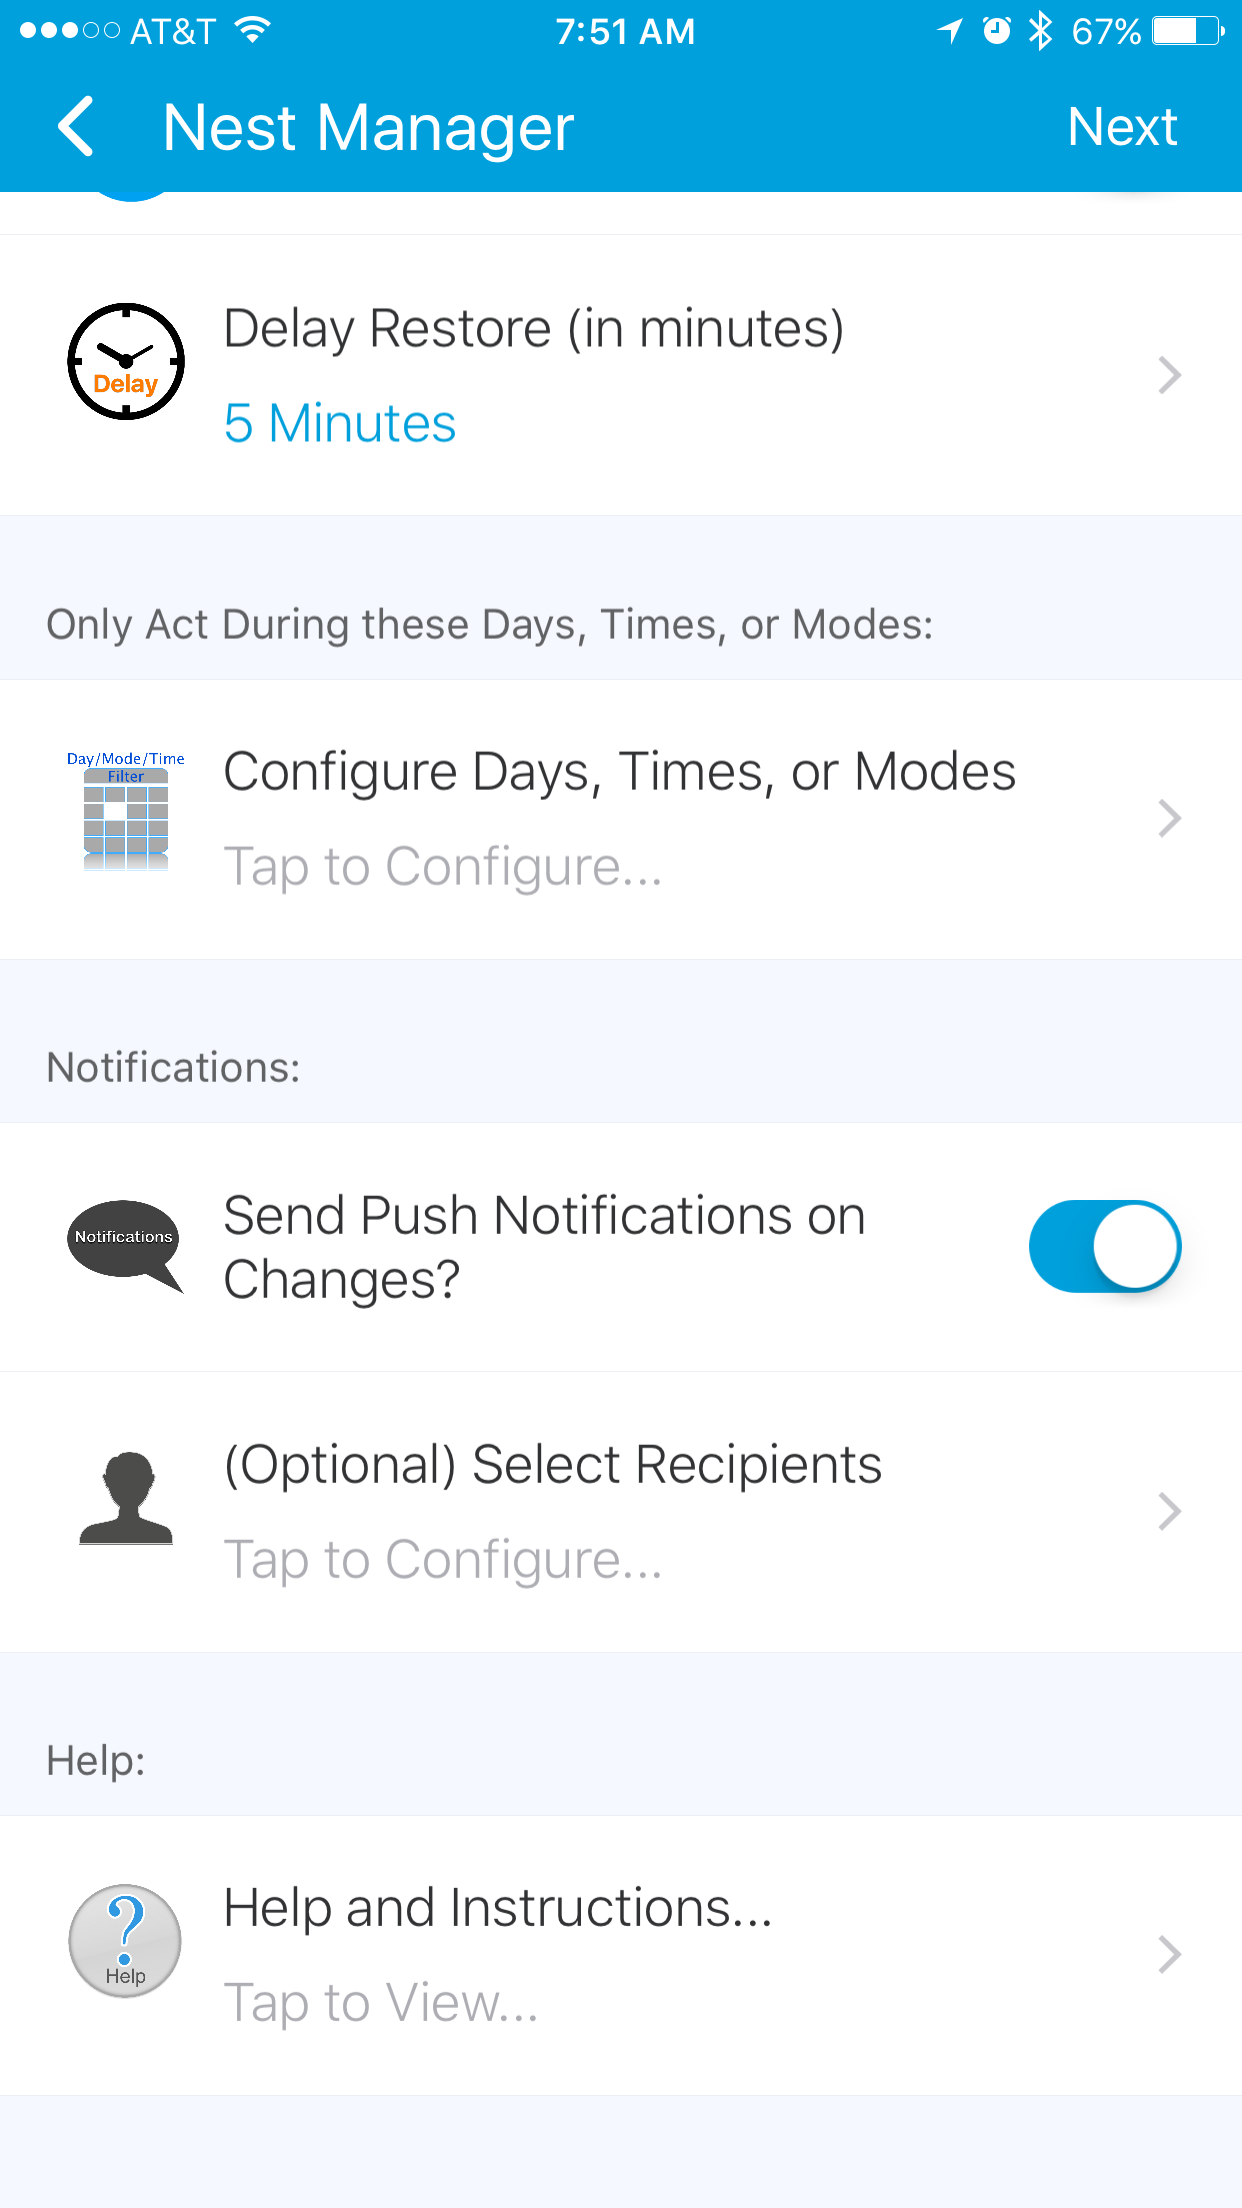 AT&T 7:51 AM 67%
Nest Manager Next
Delay Restore (in minutes)
Delay
5 Minutes
Only Act During these Days, Times, or Modes:
Day/Mode/Time
Filter
Configure Days, Times, or Modes
Tap to Configure...
Notifications:
Notifications
Send Push Notifications on
Changes?
(Optional) Select Recipients
Tap to Configure...
Help:
?
Help
Help and Instructions...
Tap to View...